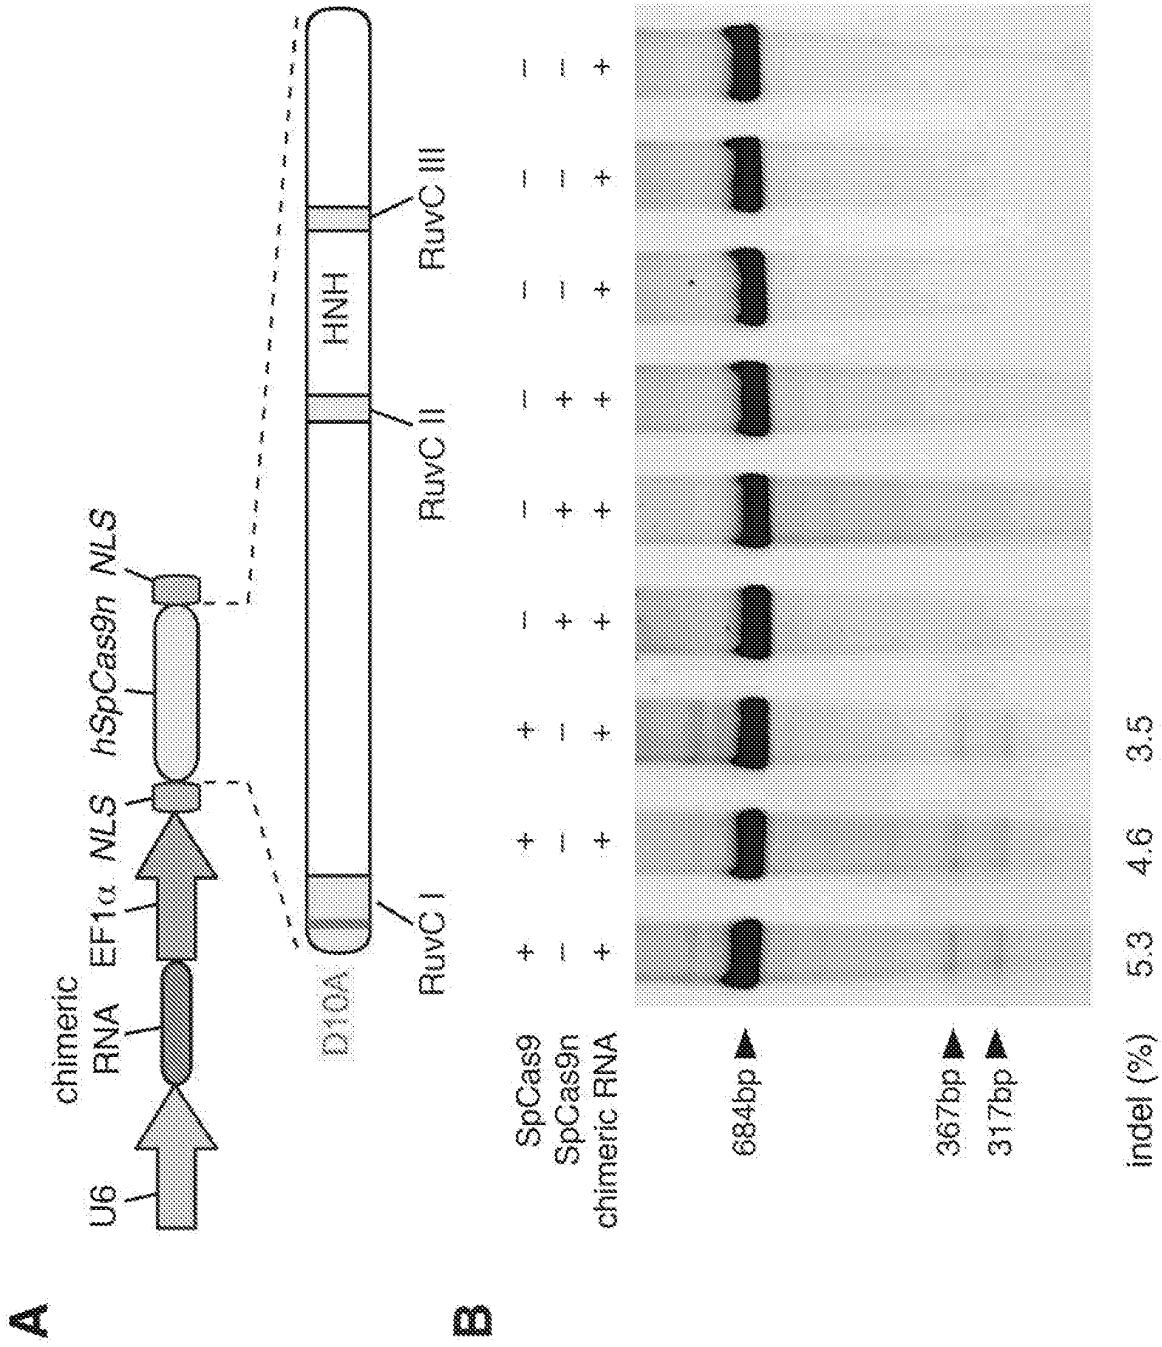 A
chimeric
U6 RNA EF1α NLS hSpCas9n NLS
D10A HNH
RuvC I RuvC II RuvC III
B
SpCas9 + + + − − − − − −
SpCas9n − − − + + + − − −
chimeric RNA + + + + + + + + +
684bp
367bp
317bp
indel (%) 5.3 4.6 3.5